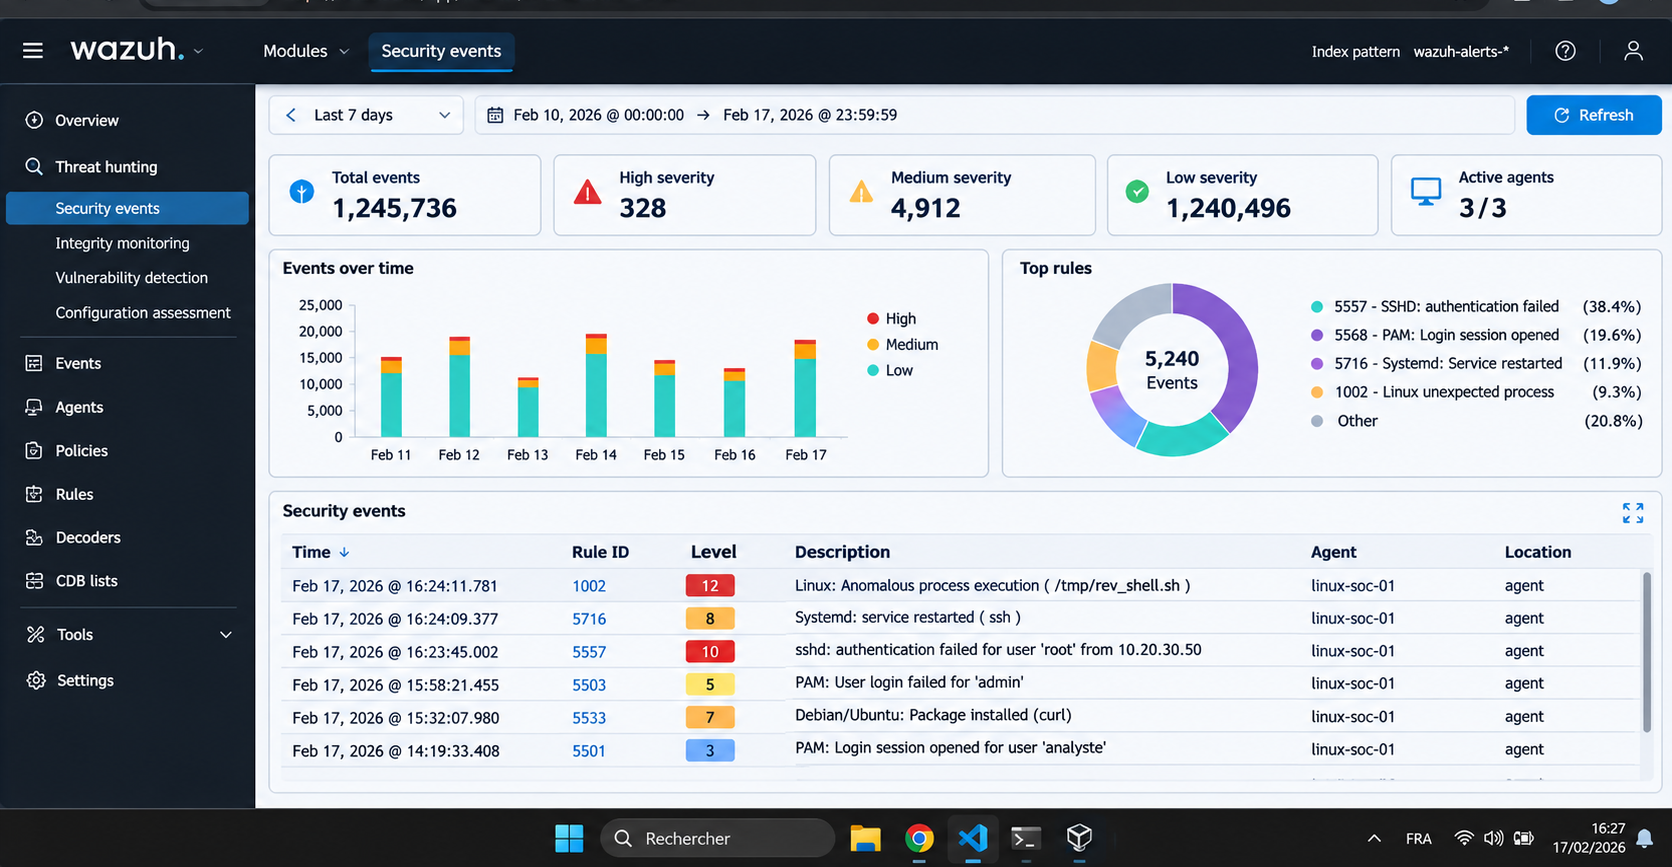 wazuh.
Modules
Security events
Index pattern wazuh-alerts-*
Overview
Threat hunting
Security events
Integrity monitoring
Vulnerability detection
Configuration assessment
Events
Agents
Policies
Rules
Decoders
CDB lists
Tools
Settings
Last 7 days
Feb 10, 2026 @ 00:00:00 → Feb 17, 2026 @ 23:59:59
Refresh
Total events
1,245,736
High severity
328
Medium severity
4,912
Low severity
1,240,496
Active agents
3/3
Events over time
25,000
20,000
15,000
10,000
5,000
0
Feb 11 Feb 12 Feb 13 Feb 14 Feb 15 Feb 16 Feb 17
High
Medium
Low
Top rules
5,240
Events
5557 - SSHD: authentication failed (38.4%)
5568 - PAM: Login session opened (19.6%)
5716 - Systemd: Service restarted (11.9%)
1002 - Linux unexpected process (9.3%)
Other (20.8%)
Security events
Time ↓ Rule ID Level Description Agent Location
Feb 17, 2026 @ 16:24:11.781 1002 12 Linux: Anomalous process execution ( /tmp/rev_shell.sh ) linux-soc-01 agent
Feb 17, 2026 @ 16:24:09.377 5716 8 Systemd: service restarted ( ssh ) linux-soc-01 agent
Feb 17, 2026 @ 16:23:45.002 5557 10 sshd: authentication failed for user 'root' from 10.20.30.50 linux-soc-01 agent
Feb 17, 2026 @ 15:58:21.455 5503 5 PAM: User login failed for 'admin' linux-soc-01 agent
Feb 17, 2026 @ 15:32:07.980 5533 7 Debian/Ubuntu: Package installed (curl) linux-soc-01 agent
Feb 17, 2026 @ 14:19:33.408 5501 3 PAM: Login session opened for user 'analyste' linux-soc-01 agent
Rechercher
FRA
16:27
17/02/2026